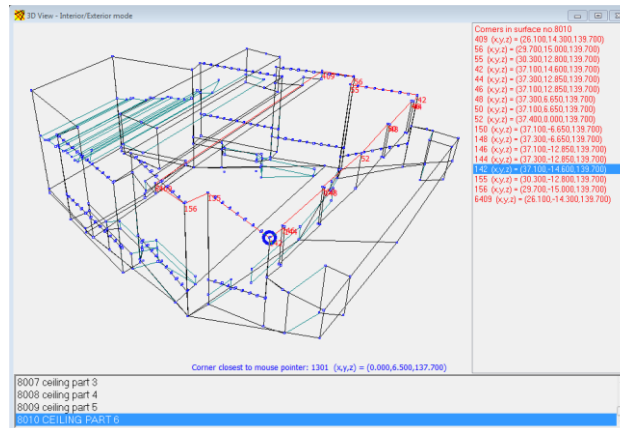 3D View - Interior/Exterior mode
Corners in surface no.8010
409 (x,y,z) = (26.100,14.300,139.700)
56 (x,y,z) = (29.700,15.000,139.700)
55 (x,y,z) = (30.300,12.800,139.700)
42 (x,y,z) = (37.100,14.600,139.700)
44 (x,y,z) = (37.300,12.850,139.700)
46 (x,y,z) = (37.100,12.850,139.700)
48 (x,y,z) = (37.300,6.650,139.700)
50 (x,y,z) = (37.100,6.650,139.700)
52 (x,y,z) = (37.400,0.000,139.700)
150 (x,y,z) = (37.100,-6.650,139.700)
148 (x,y,z) = (37.300,-6.650,139.700)
146 (x,y,z) = (37.100,-12.850,139.700)
144 (x,y,z) = (37.300,-12.850,139.700)
142 (x,y,z) = (37.100,-14.600,139.700)
155 (x,y,z) = (30.300,-12.800,139.700)
156 (x,y,z) = (29.700,-15.000,139.700)
6409 (x,y,z) = (26.100,-14.300,139.700)
409
56
55
42
52
156
155
Corner closest to mouse pointer: 1301 (x,y,z) = (0.000,6.500,137.700)
8007 ceiling part 3
8008 ceiling part 4
8009 ceiling part 5
8010 CEILING PART 6